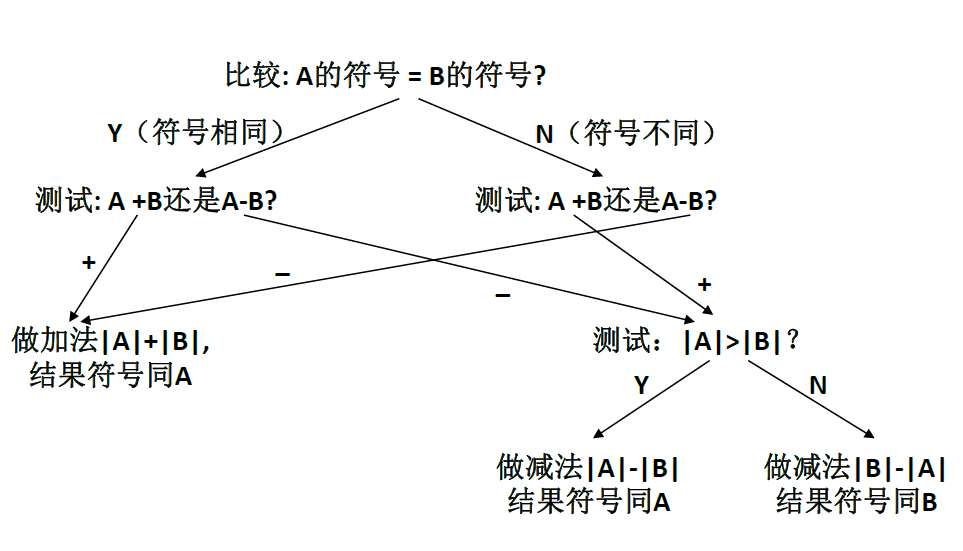 比较: A的符号 = B的符号?
Y（符号相同）
N（符号不同）
测试: A +B还是A-B?
测试: A +B还是A-B?
+
–
–
+
做加法|A|+|B|,
结果符号同A
测试：|A|>|B|？
Y
N
做减法|A|-|B|
结果符号同A
做减法|B|-|A|
结果符号同B